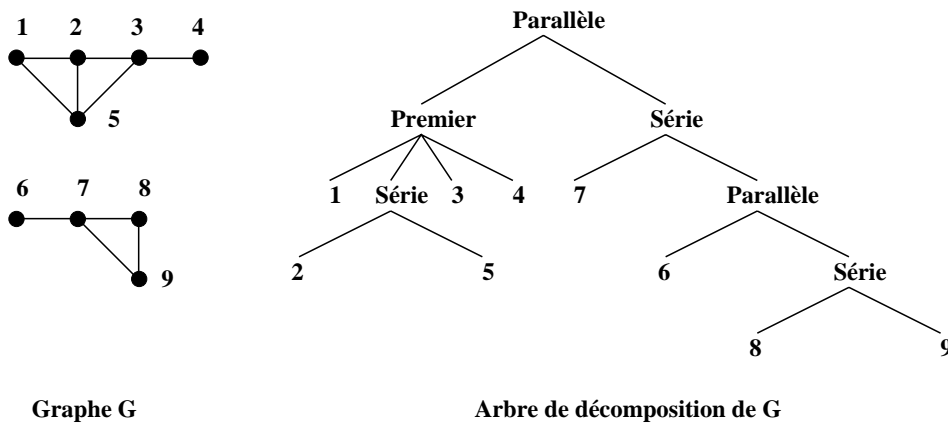 Parallèle
1 2 3 4
5
Premier Série
1 Série 3 4 7 Parallèle
6 7 8
2 5 6 Série
9
8 9
Graphe G
Arbre de décomposition de G